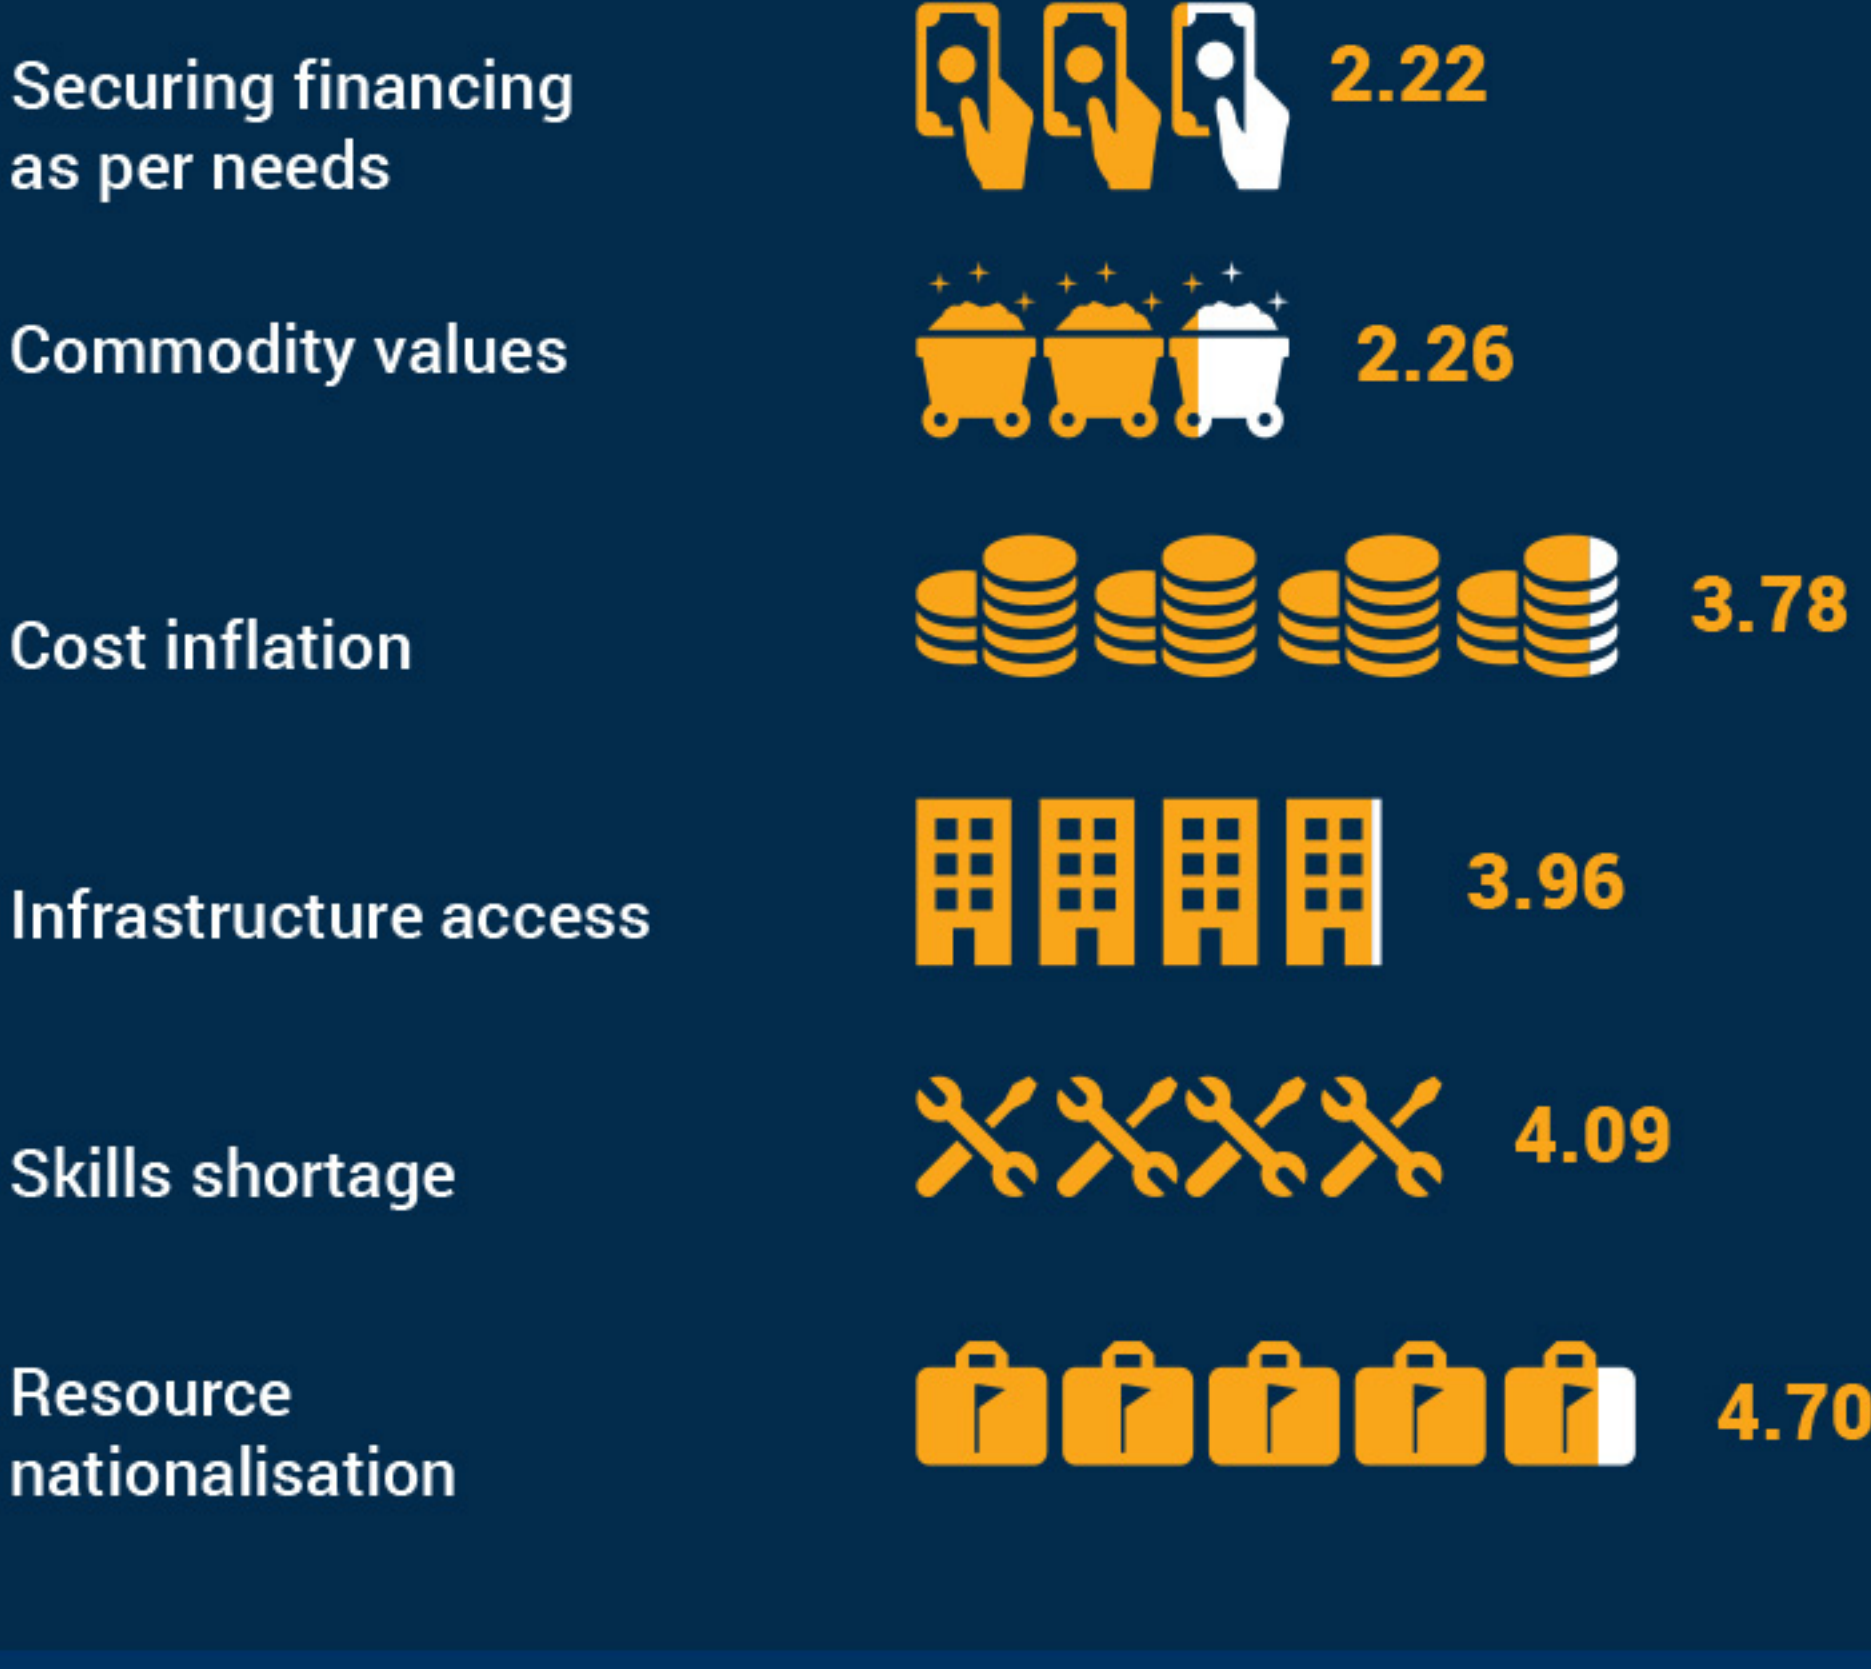 Securing financing
as per needs
2.22
Commodity values
2.26
Cost inflation
3.78
Infrastructure access
3.96
Skills shortage
4.09
Resource
nationalisation
4.70